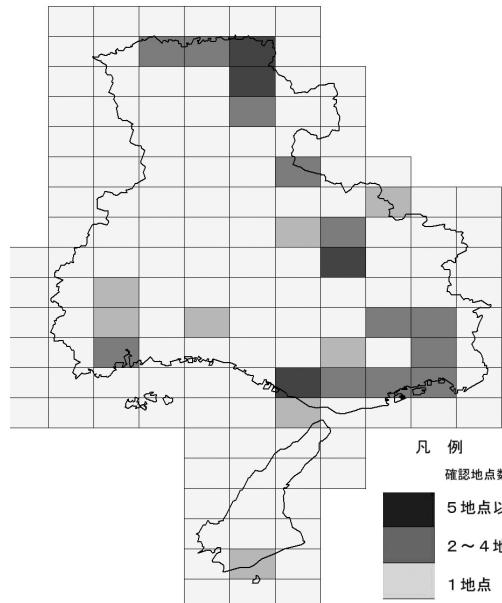 凡 例
確認地点数
5地点以
2～4地
1地点